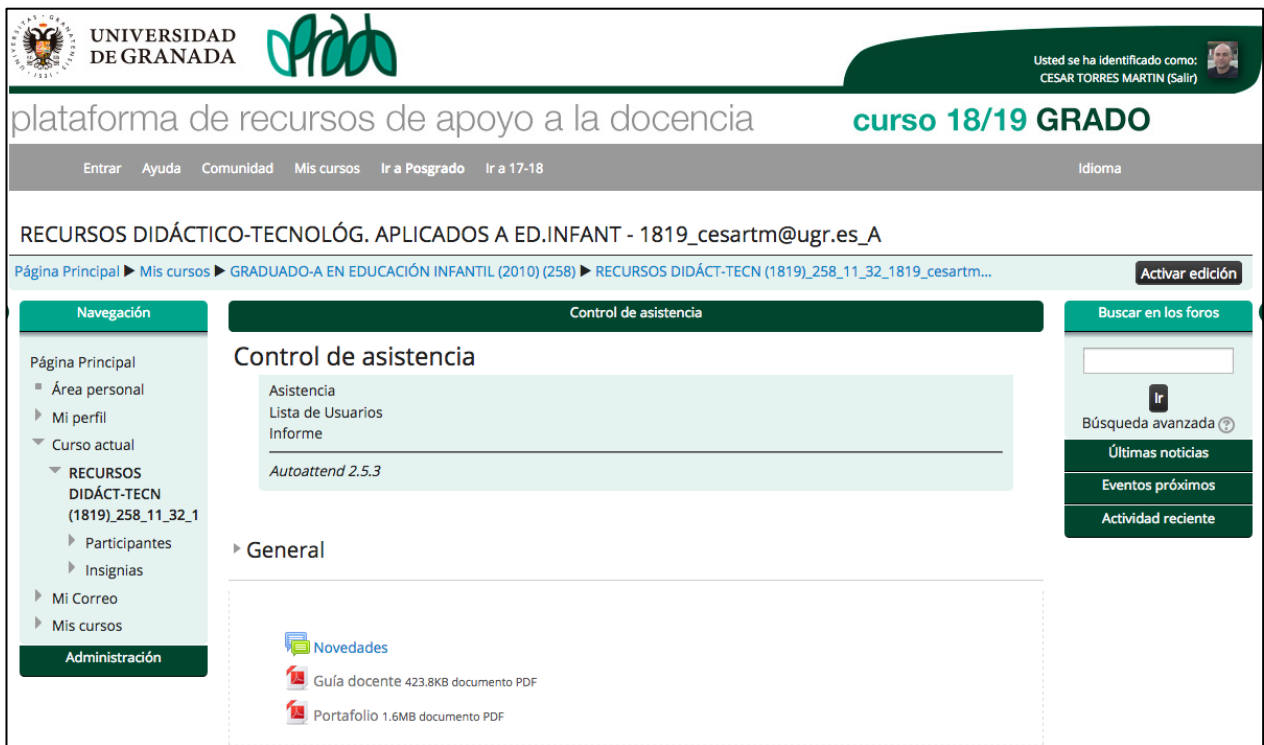 UNIVERSIDAD
DE GRANADA
prado
Usted se ha identificado como:
CESAR TORRES MARTIN (Salir)
plataforma de recursos de apoyo a la docencia
curso 18/19 GRADO
Entrar Ayuda Comunidad Mis cursos Ir a Posgrado Ir a 17-18 Idioma
RECURSOS DIDÁCTICO-TECNOLÓG. APLICADOS A ED.INFANT - 1819_cesartm@ugr.es_A
Página Principal ▶ Mis cursos ▶ GRADUADO-A EN EDUCACIÓN INFANTIL (2010) (258) ▶ RECURSOS DIDÁCT-TECN (1819)_258_11_32_1819_cesartm...
Activar edición
Navegación
Página Principal
Área personal
Mi perfil
Curso actual
RECURSOS
DIDÁCT-TECN
(1819)_258_11_32_1
Participantes
Insignias
Mi Correo
Mis cursos
Administración
Control de asistencia
Control de asistencia
Asistencia
Lista de Usuarios
Informe
Autoattend 2.5.3
General
Novedades
Guía docente 423.8KB documento PDF
Portafolio 1.6MB documento PDF
Buscar en los foros
Ir
Búsqueda avanzada
Últimas noticias
Eventos próximos
Actividad reciente